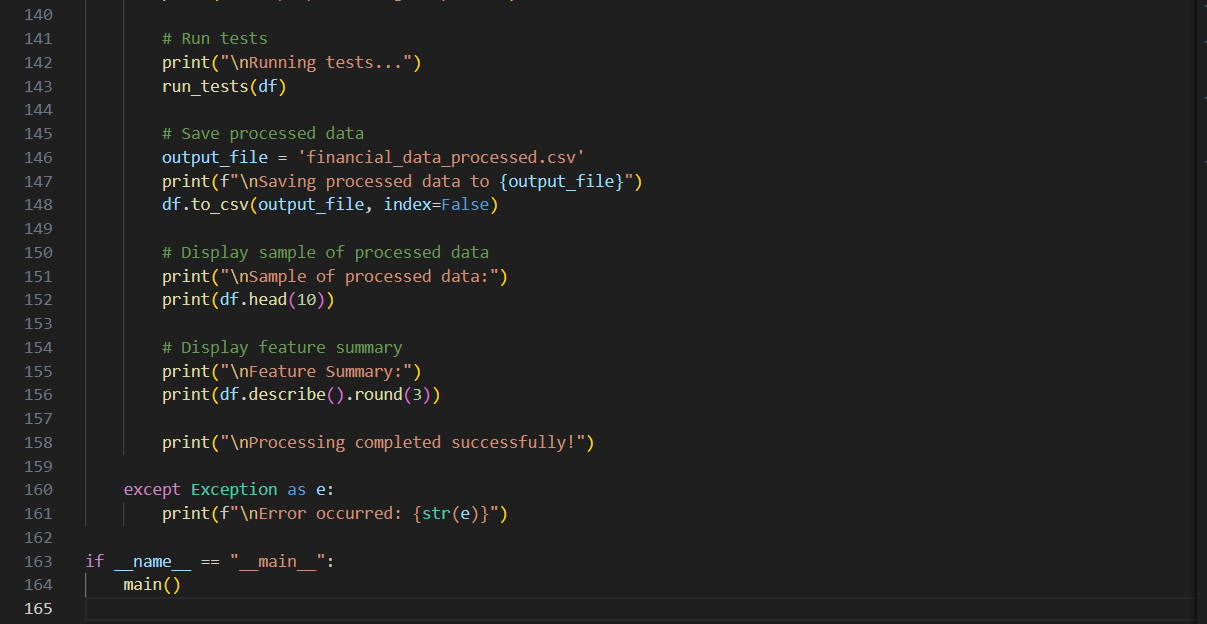 140
141 # Run tests
142 print("\nRunning tests...")
143 run_tests(df)
144
145 # Save processed data
146 output_file = 'financial_data_processed.csv'
147 print(f"\nSaving processed data to {output_file}")
148 df.to_csv(output_file, index=False)
149
150 # Display sample of processed data
151 print("\nSample of processed data:")
152 print(df.head(10))
153
154 # Display feature summary
155 print("\nFeature Summary:")
156 print(df.describe().round(3))
157
158 print("\nProcessing completed successfully!")
159
160 except Exception as e:
161 print(f"\nError occurred: {str(e)}")
162
163 if __name__ == "__main__":
164 main()
165